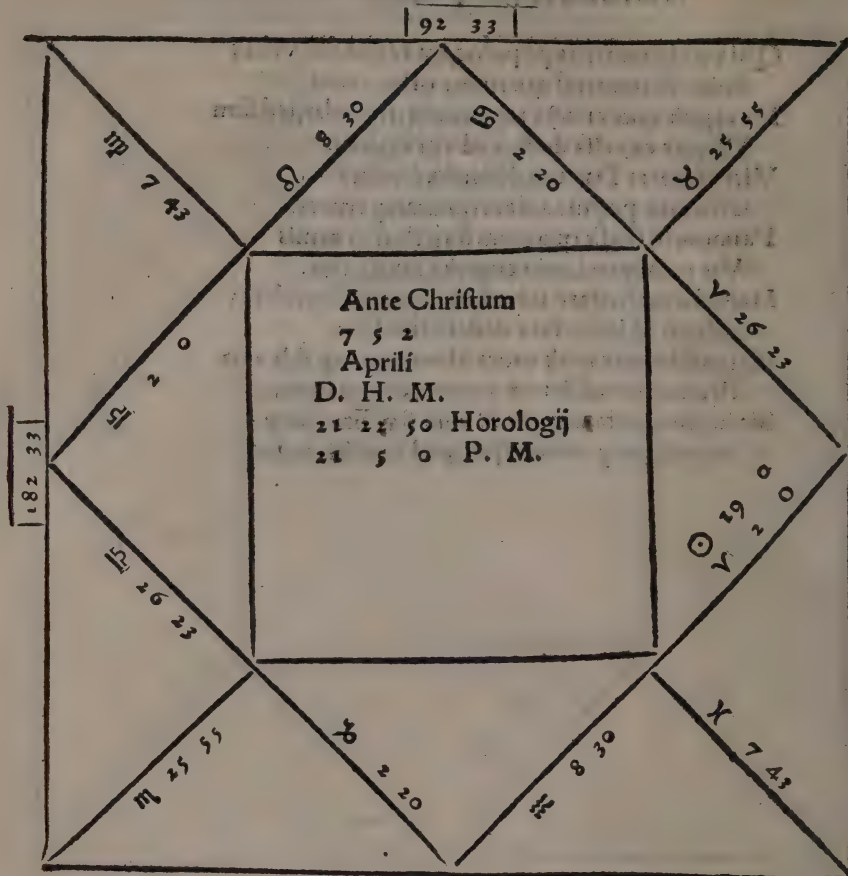 92 33
♍ 7 43
♌ 8 30
♋ 2 20
♉ 25 55
♈ 26 23
Ante Chriſtum
7 5 2
Aprili
D. H. M.
21 22 50 Horologij
21 5 0 P. M.
♎ 2 0
182 33
☉ 19 0
♈ 2 0
♎ 26 23
♏ 25 55
♑ 2 20
♒ 8 30
♓ 7 43